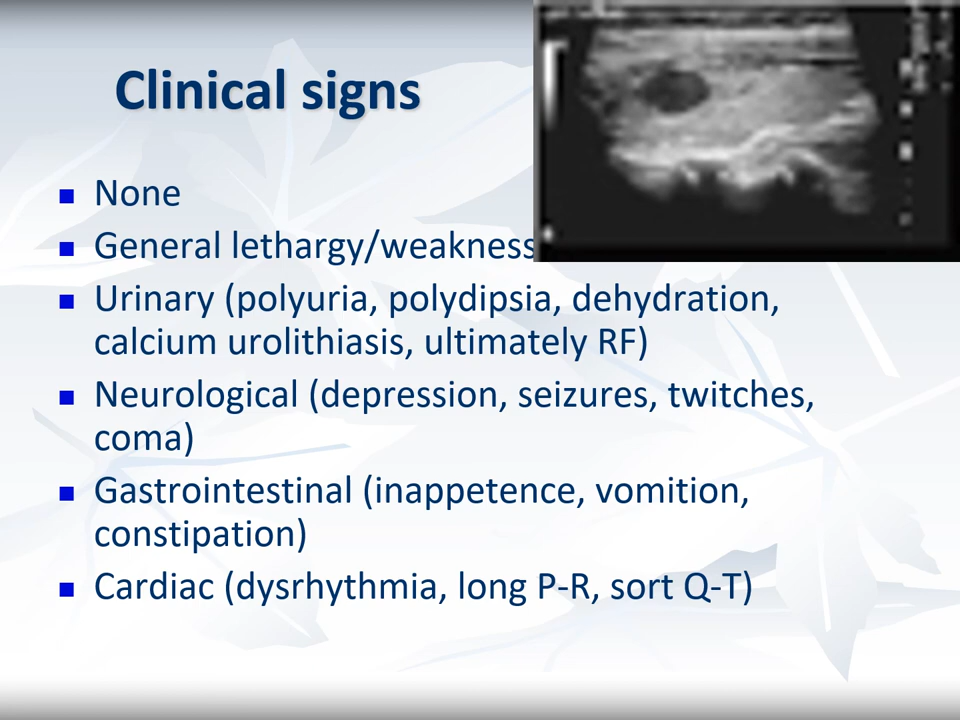 Clinical signs
None
General lethargy/weakness
Urinary (polyuria, polydipsia, dehydration,
calcium urolithiasis, ultimately RF)
Neurological (depression, seizures, twitches,
coma)
Gastrointestinal (inappetence, vomition,
constipation)
Cardiac (dysrhythmia, long P-R, sort Q-T)